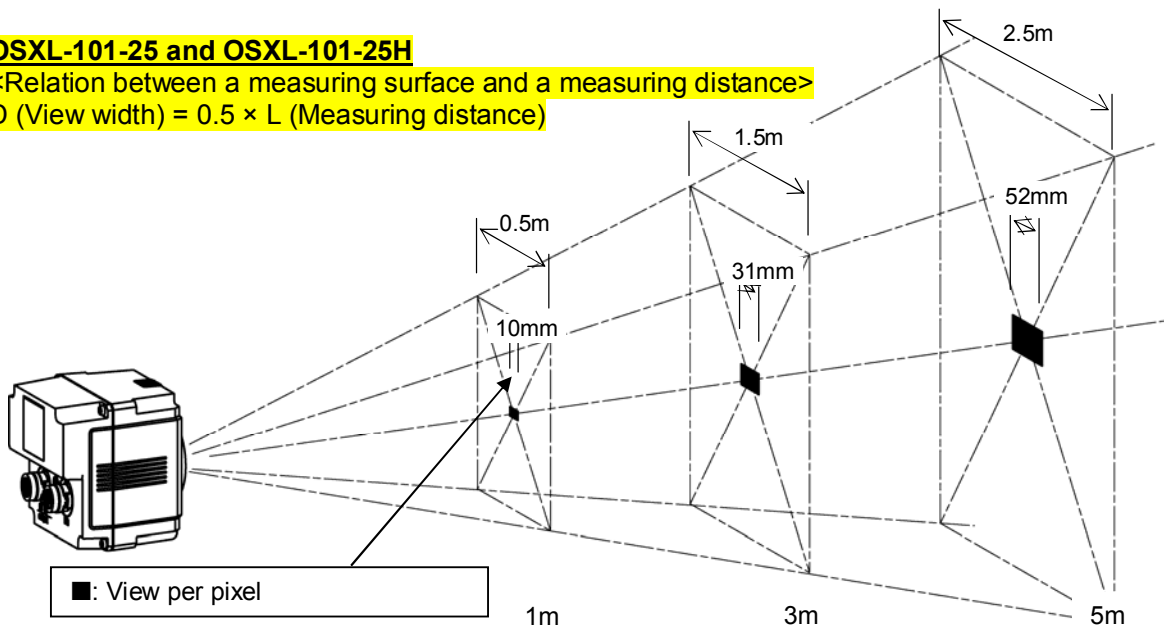 OSXL-101-25 and OSXL-101-25H
<Relation between a measuring surface and a measuring distance>
D (View width) = 0.5 × L (Measuring distance)
2.5m
1.5m
52mm
0.5m
31mm
10mm
■: View per pixel
1m
3m
5m